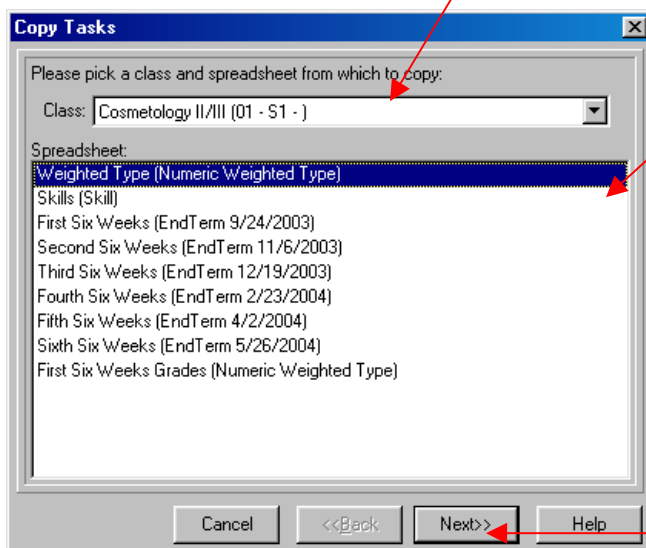 Copy Tasks
Please pick a class and spreadsheet from which to copy:
Class: Cosmetology II/III (01 - S1 - )
Spreadsheet:
Weighted Type (Numeric Weighted Type)
Skills (Skill)
First Six Weeks (EndTerm 9/24/2003)
Second Six Weeks (EndTerm 11/6/2003)
Third Six Weeks (EndTerm 12/19/2003)
Fourth Six Weeks (EndTerm 2/23/2004)
Fifth Six Weeks (EndTerm 4/2/2004)
Sixth Six Weeks (EndTerm 5/26/2004)
First Six Weeks Grades (Numeric Weighted Type)
Cancel <<Back Next>> Help